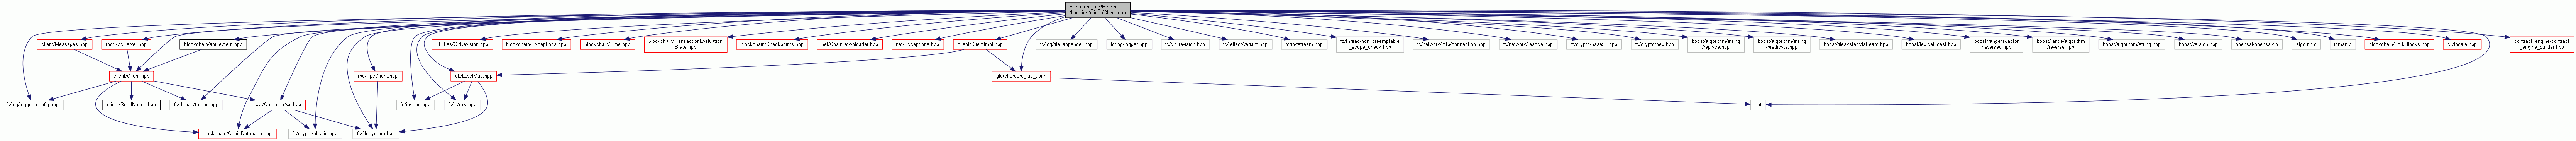 F:/hshare_org/Hcash
/libraries/client/Client.cpp
client/Messages.hpp
rpc/RpcServer.hpp
blockchain/api_extern.hpp
utilities/GitRevision.hpp
blockchain/Exceptions.hpp
blockchain/Time.hpp
blockchain/TransactionEvaluation
State.hpp
blockchain/Checkpoints.hpp
net/ChainDownloader.hpp
net/Exceptions.hpp
client/ClientImpl.hpp
fc/log/file_appender.hpp
fc/log/logger.hpp
fc/git_revision.hpp
fc/reflect/variant.hpp
fc/io/fstream.hpp
fc/thread/non_preemptable
_scope_check.hpp
fc/network/http/connection.hpp
fc/network/resolve.hpp
fc/crypto/base58.hpp
fc/crypto/hex.hpp
boost/algorithm/string
/replace.hpp
boost/algorithm/string
/predicate.hpp
boost/filesystem/fstream.hpp
boost/lexical_cast.hpp
boost/range/adaptor
/reversed.hpp
boost/range/algorithm
/reverse.hpp
boost/algorithm/string.hpp
boost/version.hpp
openssl/opensslv.h
algorithm
iomanip
blockchain/ForkBlocks.hpp
cli/locale.hpp
contract_engine/contract
_engine_builder.hpp
client/Client.hpp
rpc/RpcClient.hpp
db/LevelMap.hpp
glua/hsrcore_lua_api.h
fc/log/logger_config.hpp
client/SeedNodes.hpp
fc/thread/thread.hpp
api/CommonApi.hpp
fc/io/json.hpp
fc/io/raw.hpp
set
blockchain/ChainDatabase.hpp
fc/crypto/elliptic.hpp
fc/filesystem.hpp